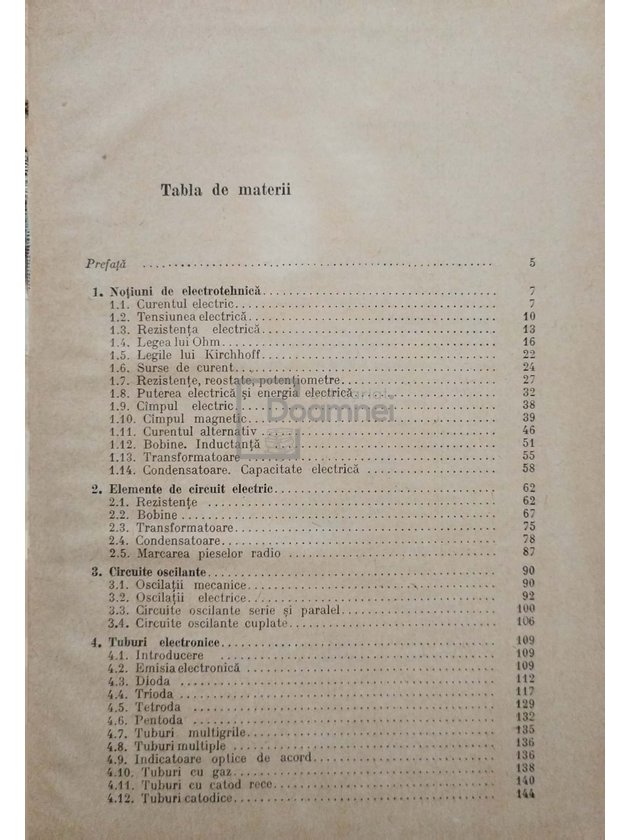 Tabla de materii
Prefață .......... 5
1. Noțiuni de electrotehnică .......... 7
1.1. Curentul electric .......... 7
1.2. Tensiunea electrică .......... 10
1.3. Rezistența electrică .......... 13
1.4. Legea lui Ohm .......... 16
1.5. Legile lui Kirchhoff .......... 22
1.6. Surse de curent .......... 24
1.7. Rezistențe, reostate, potențiometre .......... 27
1.8. Puterea electrică și energia electrică .......... 32
1.9. Cîmpul electric .......... 38
1.10. Cîmpul magnetic .......... 39
1.11. Curentul alternativ .......... 46
1.12. Bobine. Inductanță .......... 51
1.13. Transformatoare .......... 55
1.14. Condensatoare. Capacitate electrică .......... 58
2. Elemente de circuit electric .......... 62
2.1. Rezistențe .......... 62
2.2. Bobine .......... 67
2.3. Transformatoare .......... 75
2.4. Condensatoare .......... 78
2.5. Marcarea pieselor radio .......... 87
3. Circuite oscilante .......... 90
3.1. Oscilații mecanice .......... 90
3.2. Oscilații electrice .......... 92
3.3. Circuite oscilante serie și paralel .......... 100
3.4. Circuite oscilante cuplate .......... 106
4. Tuburi electronice .......... 109
4.1. Introducere .......... 109
4.2. Emisia electronică .......... 109
4.3. Dioda .......... 112
4.4. Trioda .......... 117
4.5. Tetroda .......... 129
4.6. Pentoda .......... 132
4.7. Tuburi multigrile .......... 135
4.8. Tuburi multiple .......... 136
4.9. Indicatoare optice de acord .......... 136
4.10. Tuburi cu gaz .......... 138
4.11. Tuburi cu catod rece .......... 140
4.12. Tuburi catodice .......... 144
Doamnei